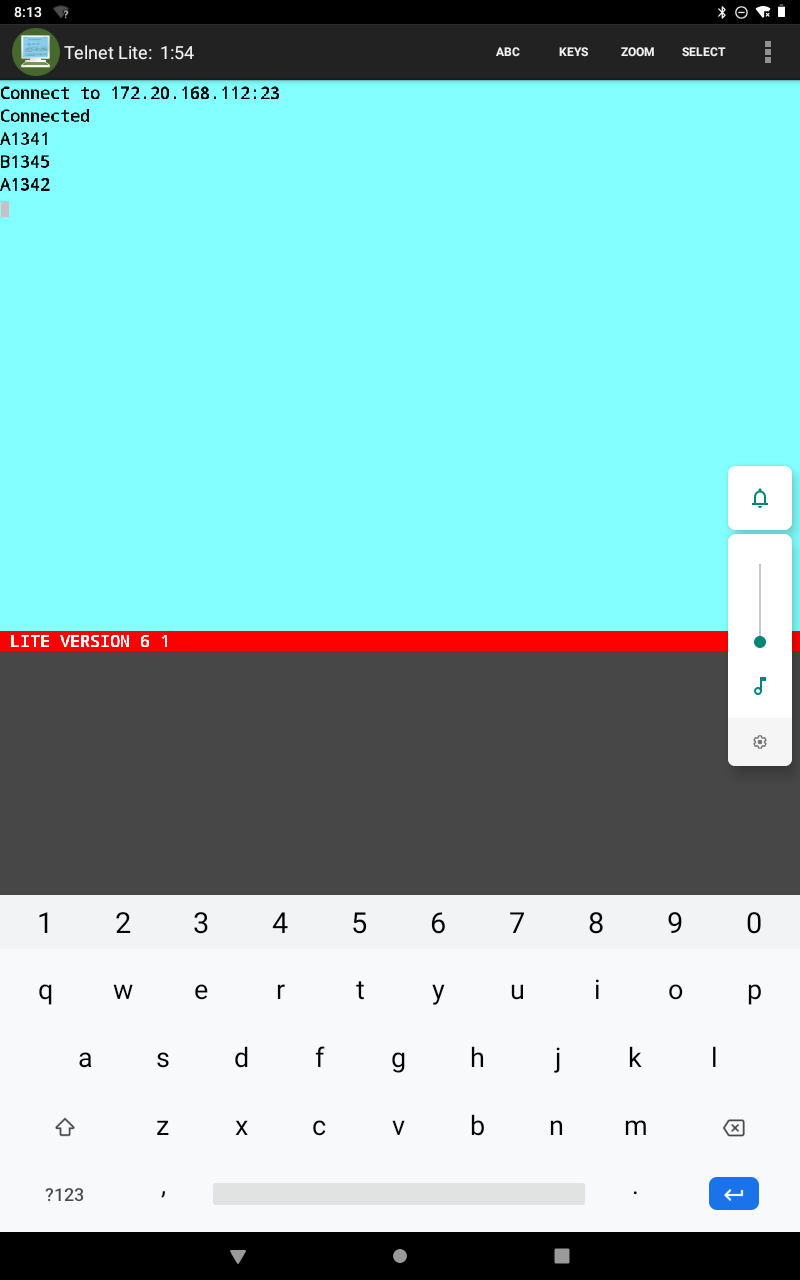 8:13
Telnet Lite: 1:54
ABC KEYS ZOOM SELECT
Connect to 172.20.168.112:23
Connected
A1341
B1345
A1342
LITE VERSION 6 1
1 2 3 4 5 6 7 8 9 0
q w e r t y u i o p
a s d f g h j k l
z x c v b n m
?123 , .